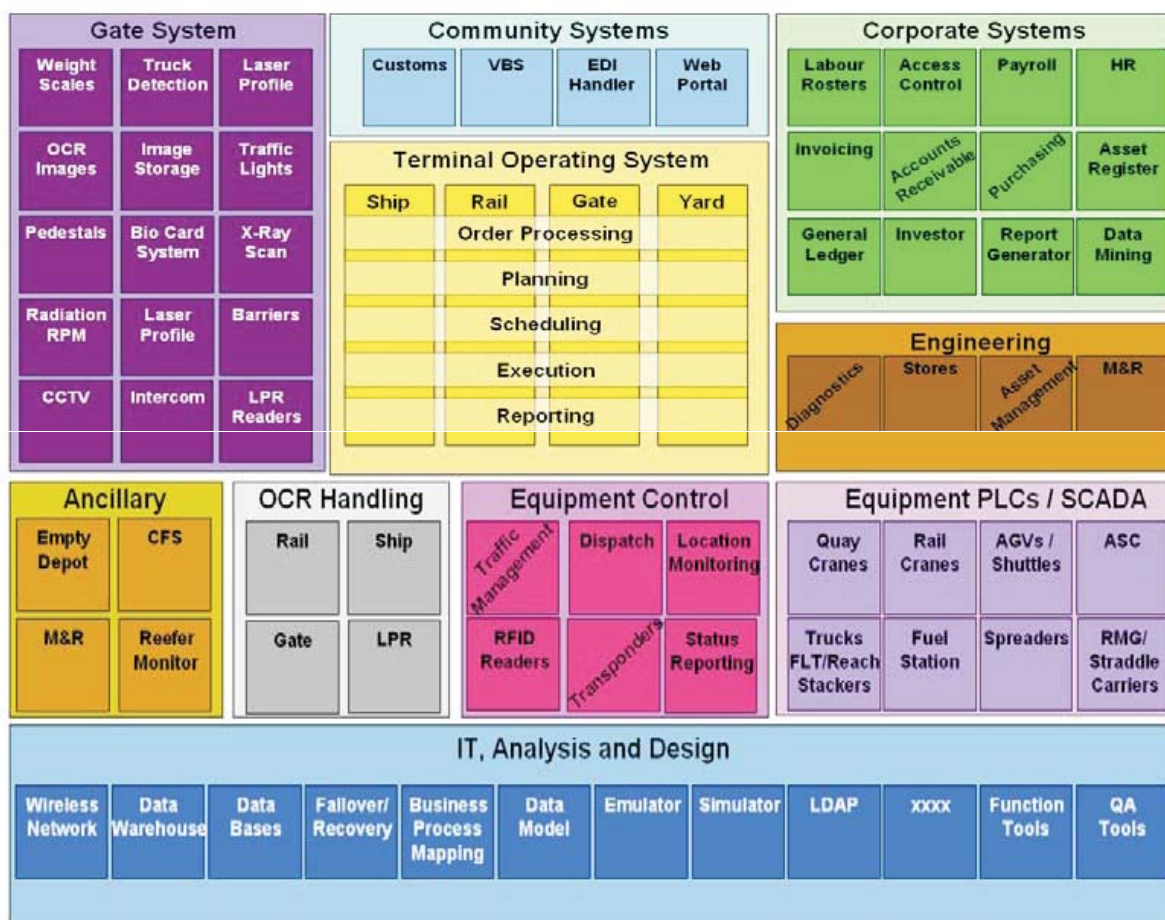 Gate System
Weight
Scales
Truck
Detection
Laser
Profile
OCR
Images
Image
Storage
Traffic
Lights
Pedestals
Bio Card
System
X-Ray
Scan
Radiation
RPM
Laser
Profile
Barriers
CCTV
Intercom
LPR
Readers
Community Systems
Customs
VBS
EDI
Handler
Web
Portal
Terminal Operating System
Ship
Rail
Gate
Yard
Order Processing
Planning
Scheduling
Execution
Reporting
Corporate Systems
Labour
Rosters
Access
Control
Payroll
HR
Invoicing
Accounts
Receivable
Purchasing
Asset
Register
General
Ledger
Investor
Report
Generator
Data
Mining
Engineering
Diagnostics
Stores
Asset
Management
M&R
Ancillary
Empty
Depot
CFS
M&R
Reefer
Monitor
OCR Handling
Rail
Ship
Gate
LPR
Equipment Control
Traffic
Management
Dispatch
Location
Monitoring
RFID
Readers
Transponders
Status
Reporting
Equipment PLCs / SCADA
Quay
Cranes
Rail
Cranes
AGVs /
Shuttles
ASC
Trucks
FLT/Reach
Stackers
Fuel
Station
Spreaders
RMG/
Straddle
Carriers
IT, Analysis and Design
Wireless
Network
Data
Warehouse
Data
Bases
Fallover/
Recovery
Business
Process
Mapping
Data
Model
Emulator
Simulator
LDAP
xxxx
Function
Tools
QA
Tools